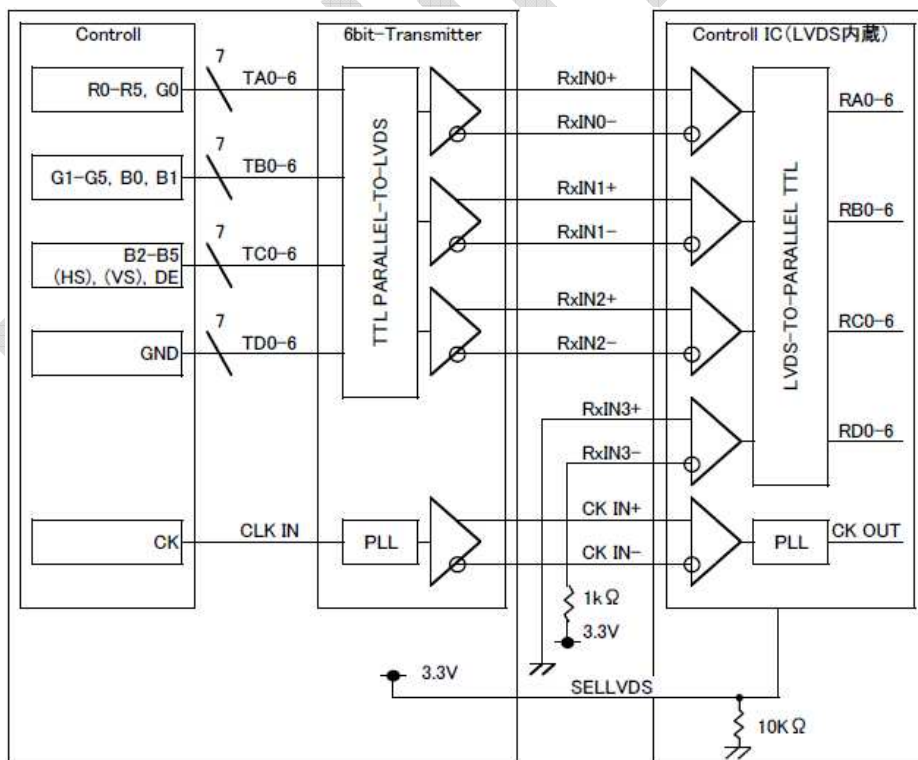 Controll
6bit-Transmitter
Controll IC(LVDS内蔵)
R0-R5, G0
7
TA0-6
RxIN0+
RxIN0-
RA0-6
G1-G5, B0, B1
7
TB0-6
RxIN1+
RxIN1-
RB0-6
B2-B5
(HS), (VS), DE
7
TC0-6
RxIN2+
RxIN2-
RC0-6
GND
7
TD0-6
TTL PARALLEL-TO-LVDS
LVDS-TO-PARALLEL TTL
RxIN3+
RxIN3-
RD0-6
CK
CLK IN
PLL
CK IN+
CK IN-
PLL
CK OUT
1kΩ
3.3V
3.3V
SELLVDS
10KΩ